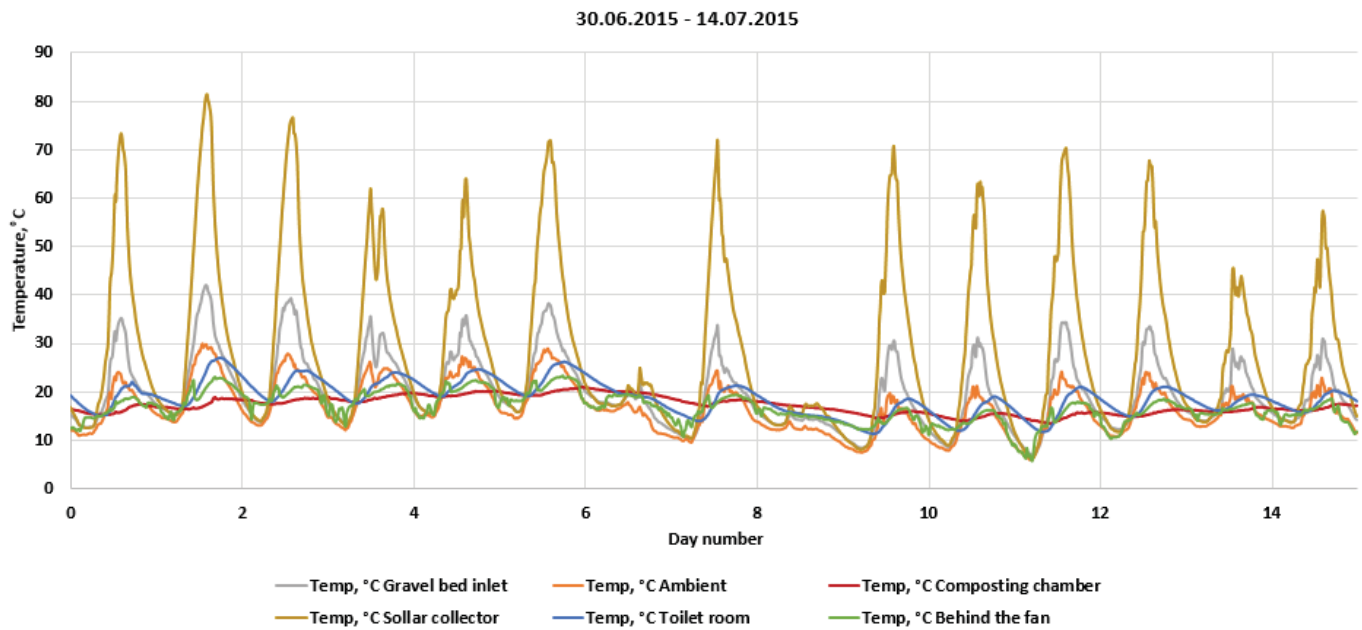 30.06.2015 - 14.07.2015
90
80
70
60
50
40
30
20
10
0
Temperature,°C
0 2 4 6 8 10 12 14
Day number
Temp, °C Gravel bed inlet Temp, °C Ambient Temp, °C Composting chamber
Temp, °C Sollar collector Temp, °C Toilet room Temp, °C Behind the fan